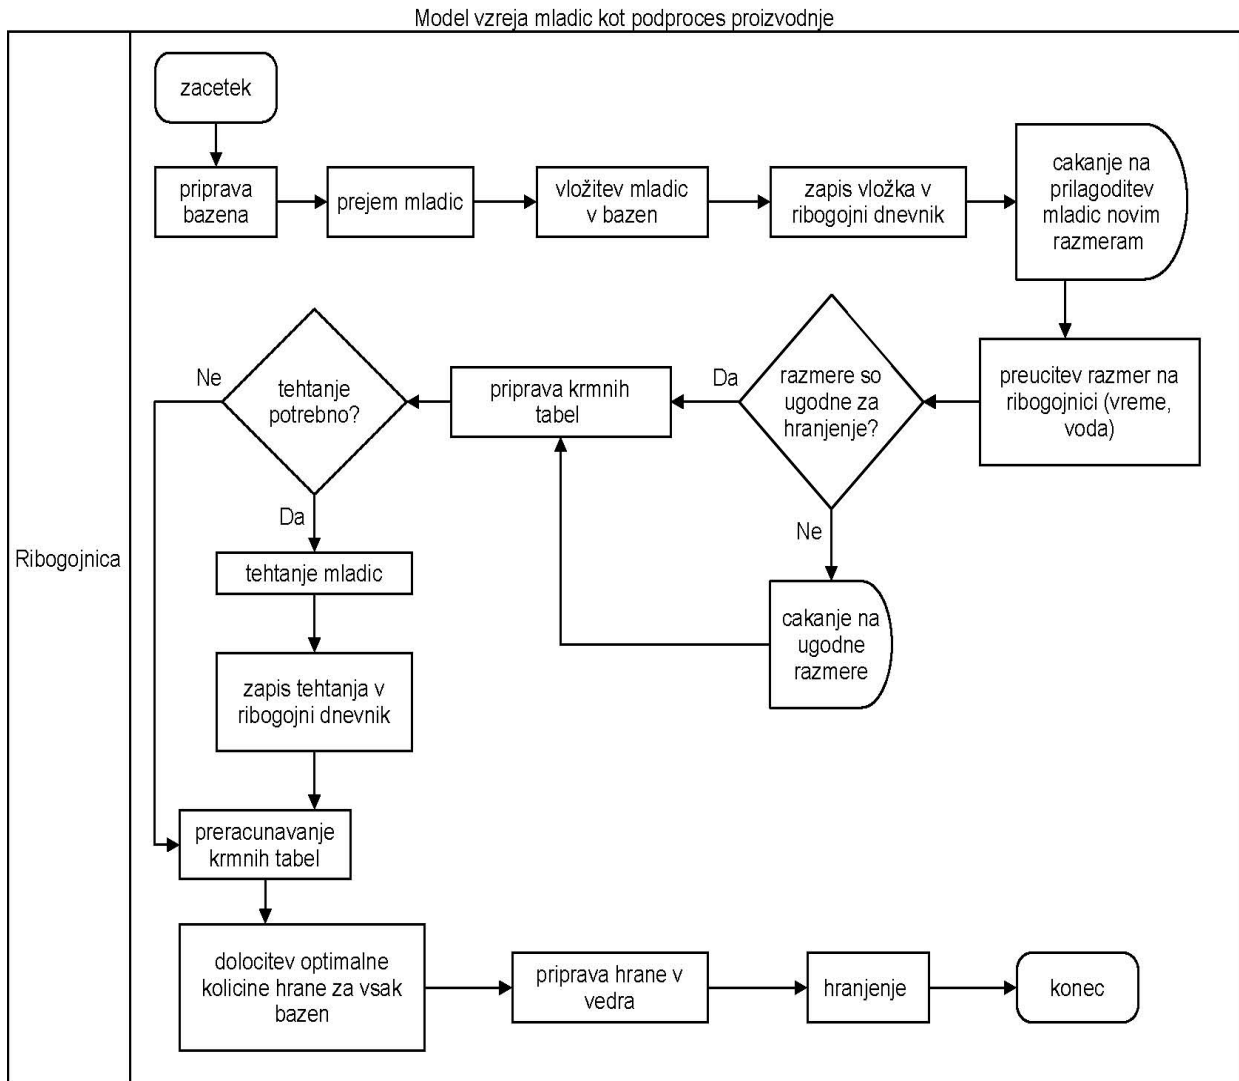 Model vzreja mladic kot podproces proizvodnje
Ribogojnica
zacetek
priprava
bazena
prejem mladic
vložitev mladic
v bazen
zapis vložka v
ribogojni dnevnik
cakanje na
prilagoditev
mladic novim
razmeram
preucitev razmer na
ribogojnici (vreme,
voda)
razmere so
ugodne za
hranjenje?
Da
Ne
cakanje na
ugodne
razmere
priprava krmnih
tabel
tehtanje
potrebno?
Ne
Da
tehtanje mladic
zapis tehtanja v
ribogojni dnevnik
preracunavanje
krmnih tabel
dolocitev optimalne
kolicine hrane za vsak
bazen
priprava hrane v
vedra
hranjenje
konec